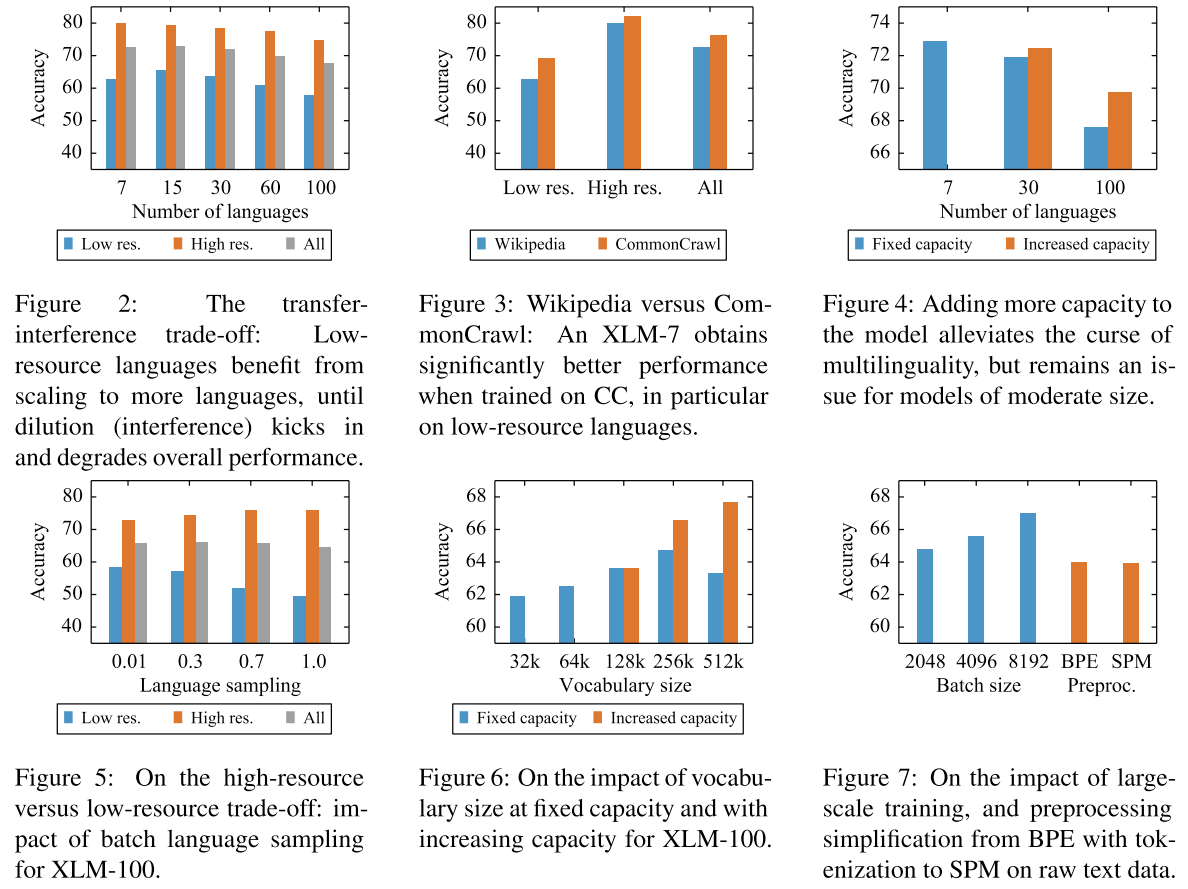 80
70
60
50
40
Accuracy
7 15 30 60 100
Number of languages
Low res. High res. All
Figure 2: The transfer-
interference trade-off: Low-
resource languages benefit from
scaling to more languages, until
dilution (interference) kicks in
and degrades overall performance.
80
70
60
50
40
Accuracy
Low res. High res. All
Wikipedia CommonCrawl
Figure 3: Wikipedia versus Com-
monCrawl: An XLM-7 obtains
significantly better performance
when trained on CC, in particular
on low-resource languages.
74
72
70
68
66
Accuracy
7 30 100
Number of languages
Fixed capacity Increased capacity
Figure 4: Adding more capacity to
the model alleviates the curse of
multilinguality, but remains an is-
sue for models of moderate size.
80
70
60
50
40
Accuracy
0.01 0.3 0.7 1.0
Language sampling
Low res. High res. All
Figure 5: On the high-resource
versus low-resource trade-off: im-
pact of batch language sampling
for XLM-100.
68
66
64
62
60
Accuracy
32k 64k 128k 256k 512k
Vocabulary size
Fixed capacity Increased capacity
Figure 6: On the impact of vocabu-
lary size at fixed capacity and with
increasing capacity for XLM-100.
68
66
64
62
60
Accuracy
2048 4096 8192 BPE SPM
Batch size Preproc.
Figure 7: On the impact of large-
scale training, and preprocessing
simplification from BPE with tok-
enization to SPM on raw text data.